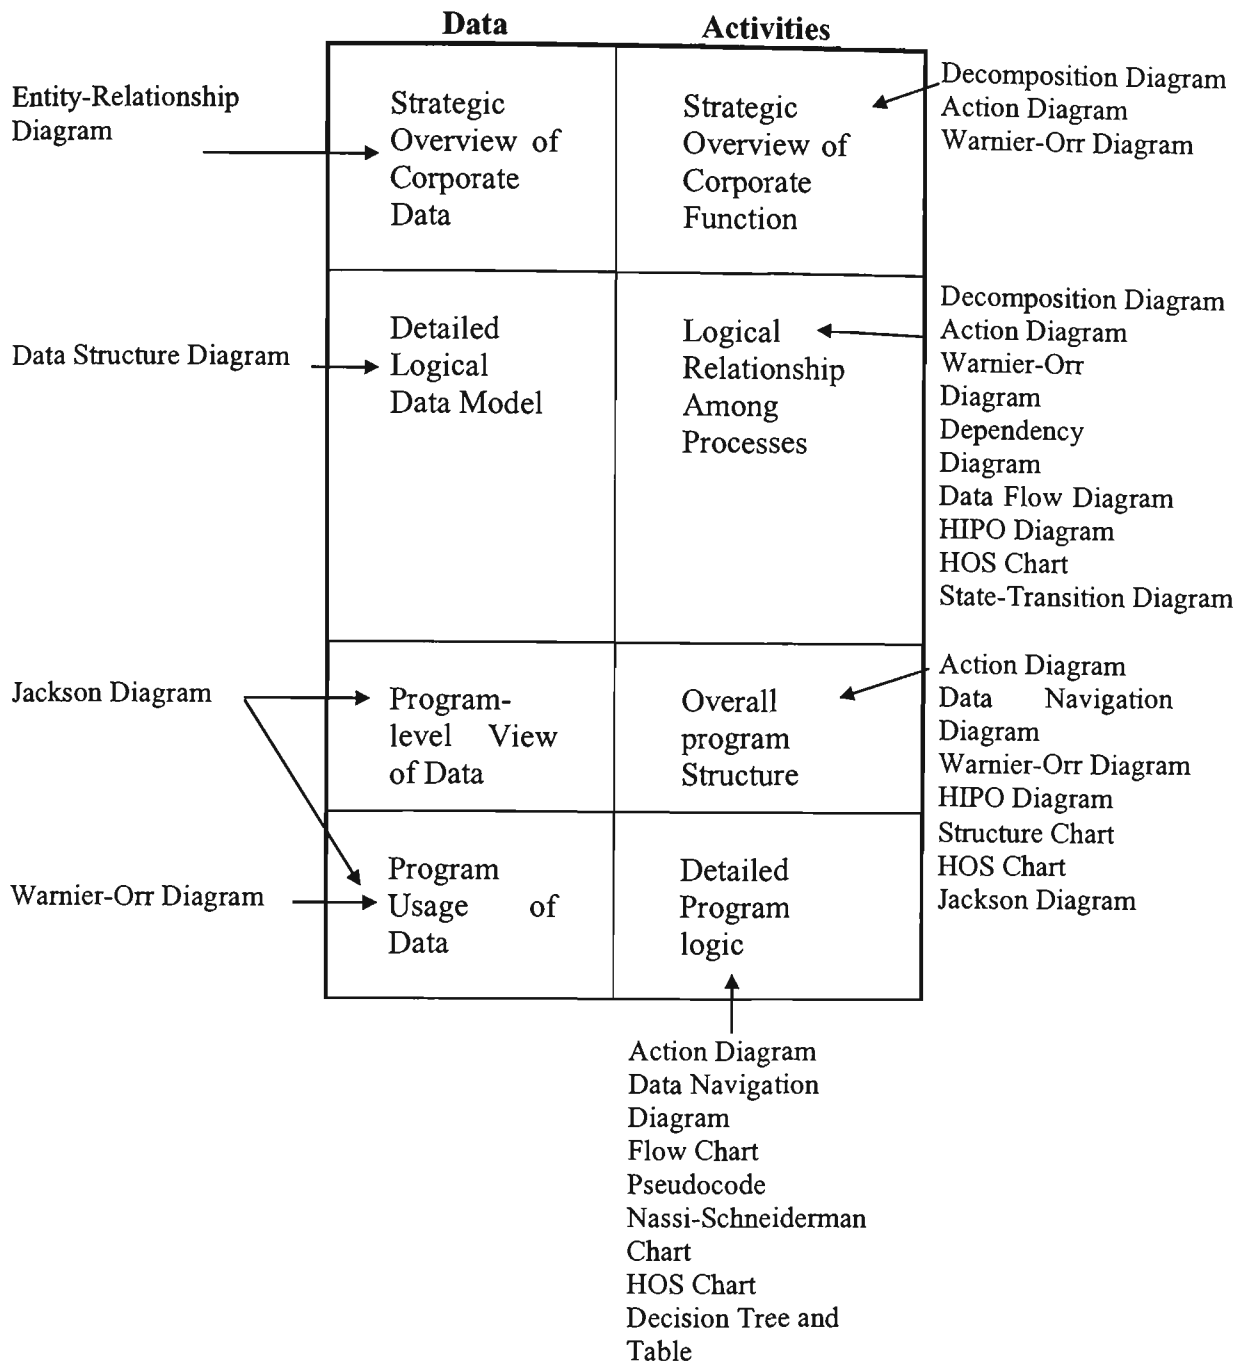 Data
Activities
Entity-Relationship
Diagram
Strategic
Overview of
Corporate
Data
Strategic
Overview of
Corporate
Function
Decomposition Diagram
Action Diagram
Warnier-Orr Diagram
Data Structure Diagram
Detailed
Logical
Data Model
Logical
Relationship
Among
Processes
Decomposition Diagram
Action Diagram
Warnier-Orr
Diagram
Dependency
Diagram
Data Flow Diagram
HIPO Diagram
HOS Chart
State-Transition Diagram
Jackson Diagram
Program-
level View
of Data
Overall
program
Structure
Action Diagram
Data Navigation
Diagram
Warnier-Orr Diagram
HIPO Diagram
Structure Chart
HOS Chart
Jackson Diagram
Warnier-Orr Diagram
Program
Usage of
Data
Detailed
Program
logic
Action Diagram
Data Navigation
Diagram
Flow Chart
Pseudocode
Nassi-Schneiderman
Chart
HOS Chart
Decision Tree and
Table